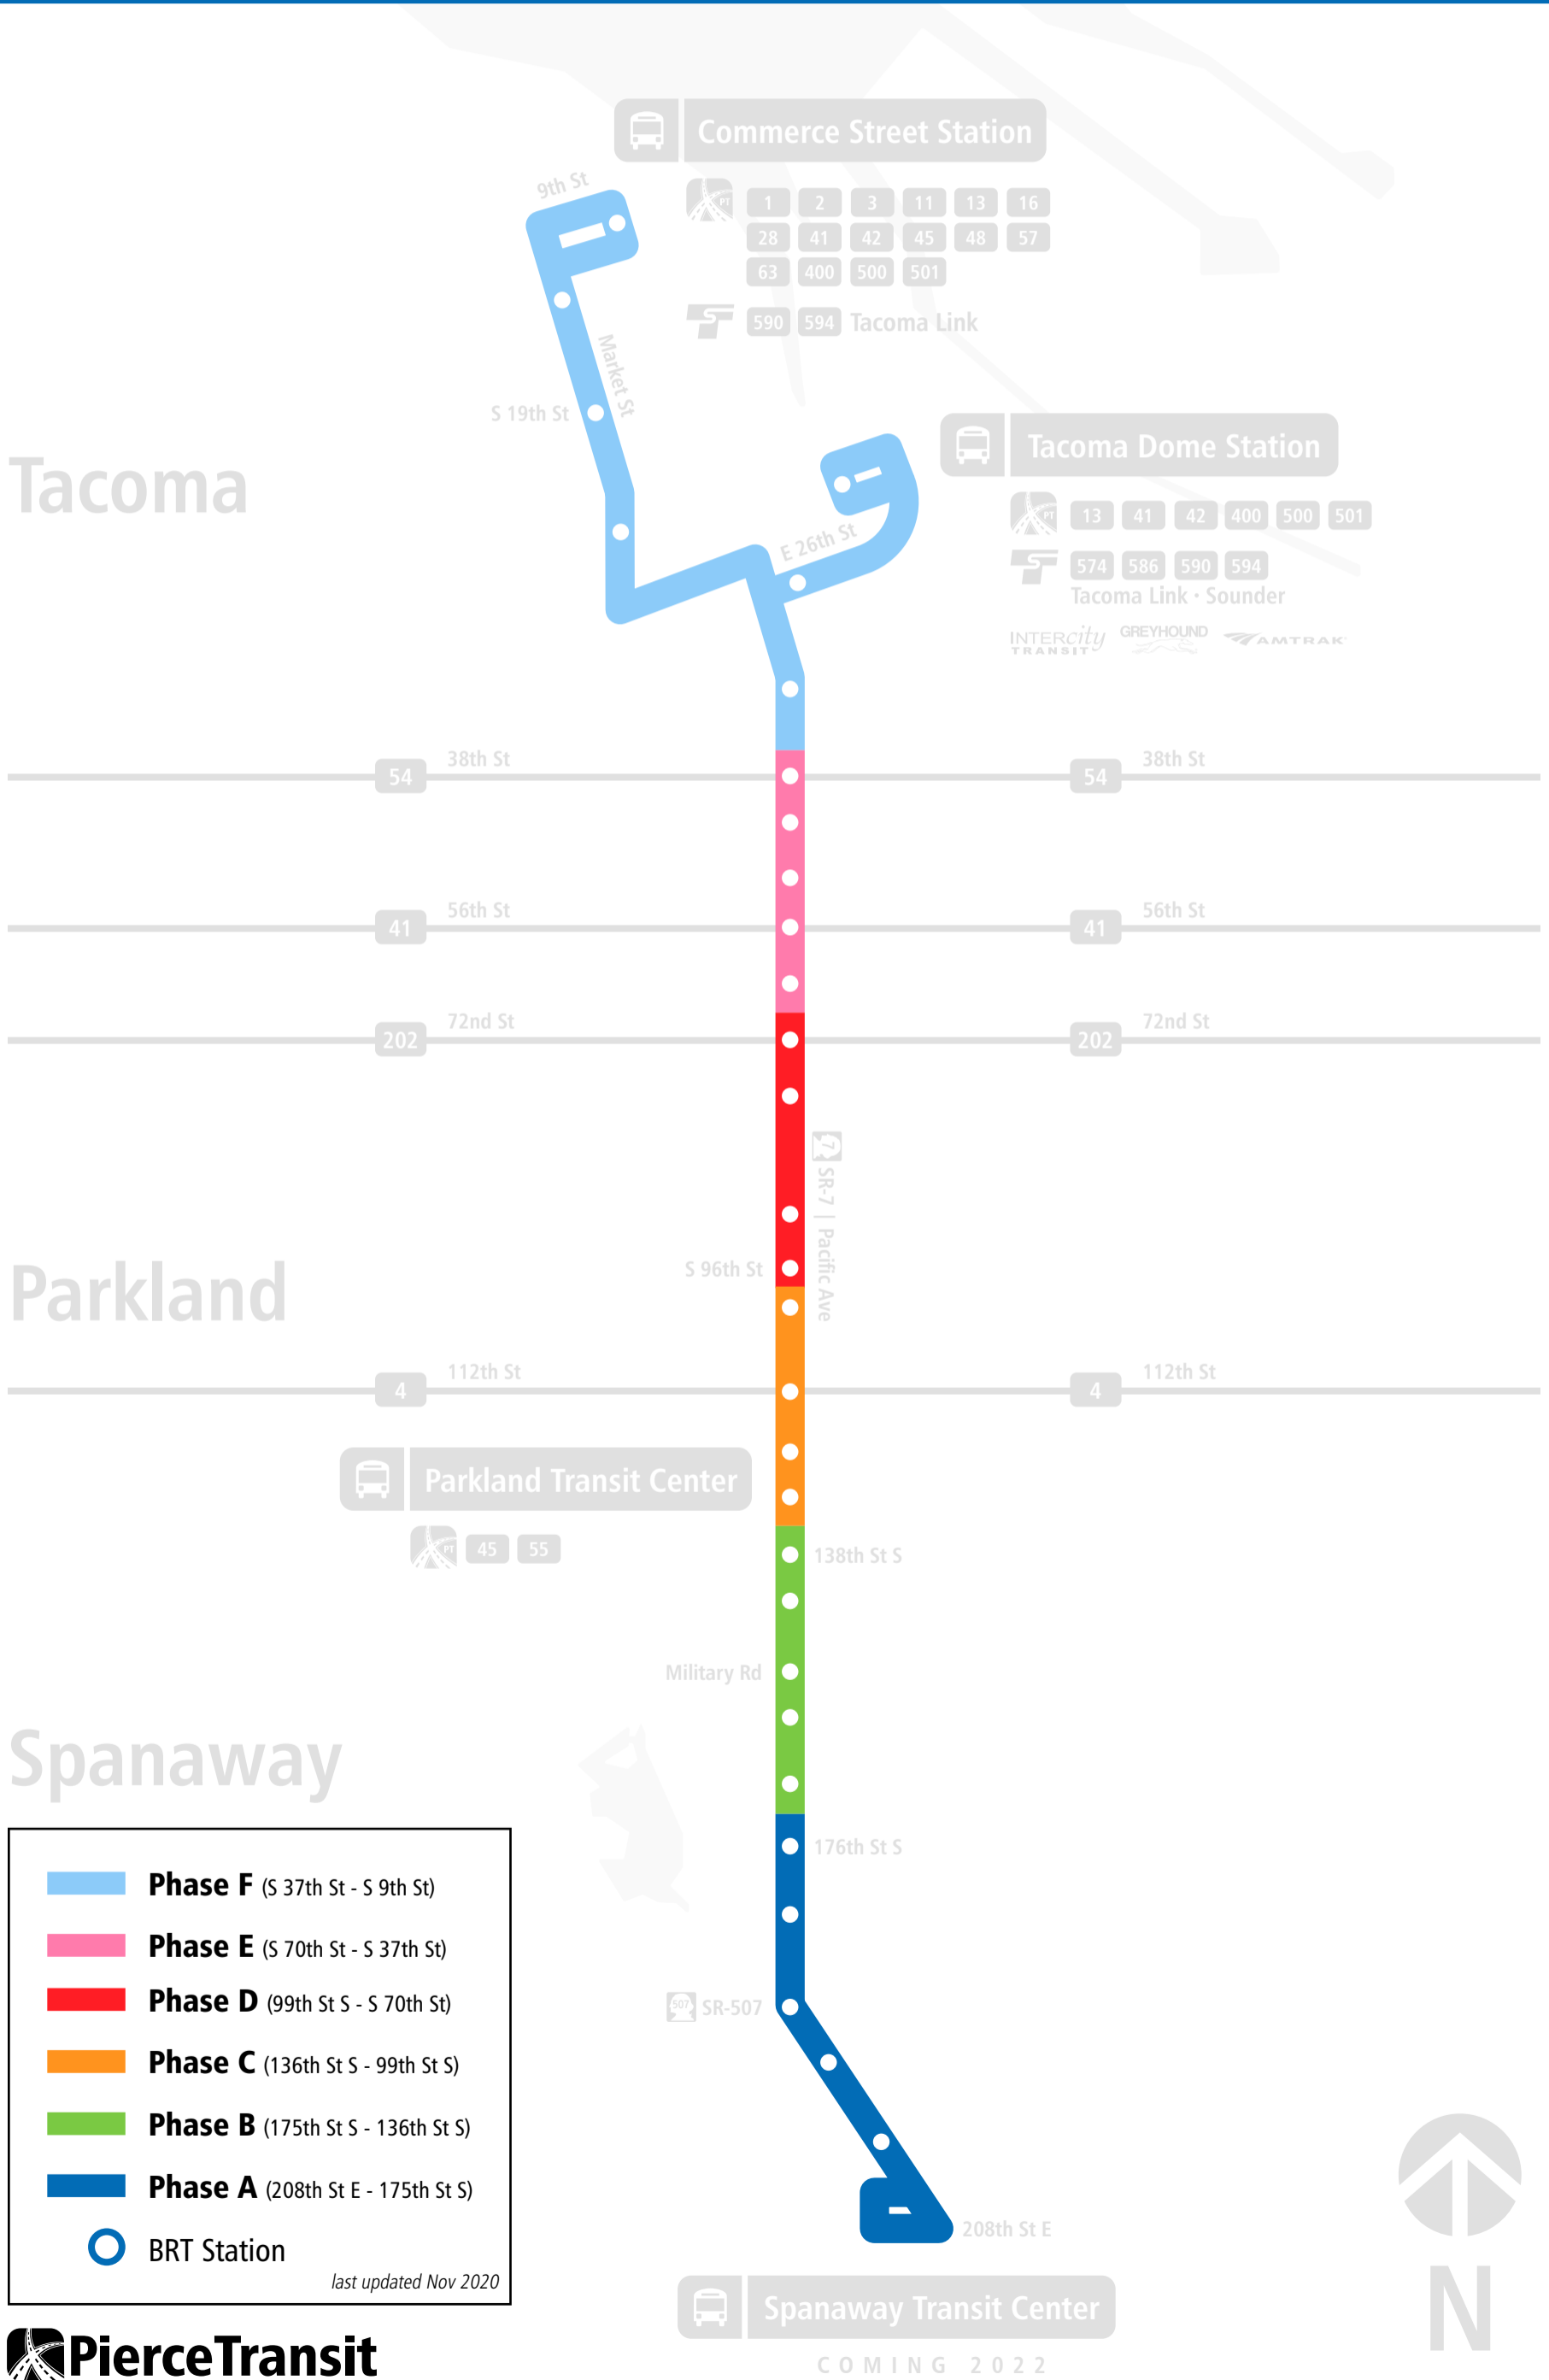 Commerce Street Station
9th St
PT 1 2 3 11 13 16
28 41 42 45 48 57
63 400 500 501
ST 590 594 Tacoma Link
Market St
S 19th St
Tacoma
Tacoma Dome Station
PT 13 41 42 400 500 501
ST 574 586 590 594
Tacoma Link • Sounder
INTERcity TRANSIT GREYHOUND AMTRAK
E 26th St
38th St 38th St
54 54
56th St 56th St
41 41
72nd St 72nd St
202 202
7 SR-7 | Pacific Ave
Parkland
S 96th St
112th St 112th St
4 4
Parkland Transit Center
PT 45 55
138th St S
Military Rd
Spanaway
176th St S
507 SR-507
208th St E
Spanaway Transit Center
COMING 2022
Phase F (S 37th St - S 9th St)
Phase E (S 70th St - S 37th St)
Phase D (99th St S - S 70th St)
Phase C (136th St S - 99th St S)
Phase B (175th St S - 136th St S)
Phase A (208th St E - 175th St S)
BRT Station
last updated Nov 2020
PierceTransit
N